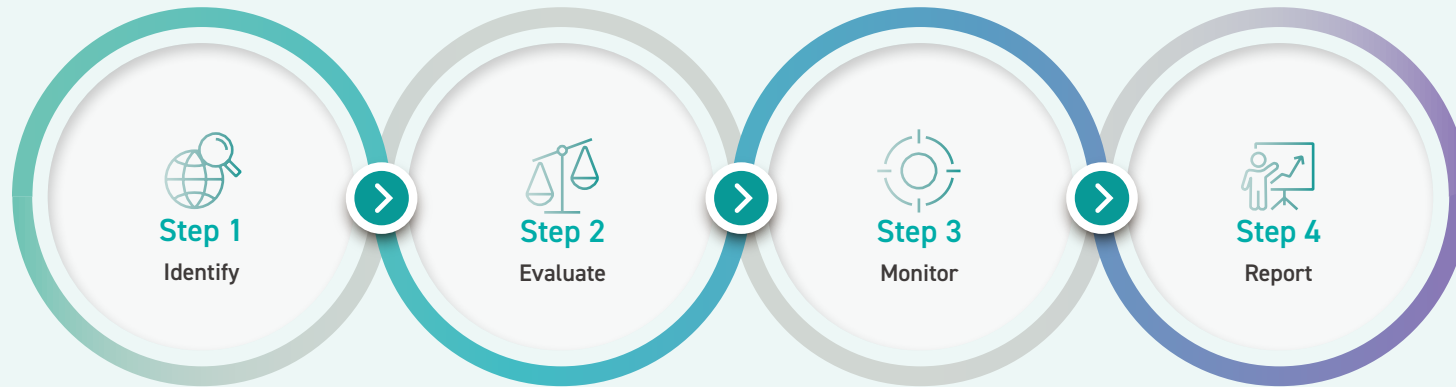 Step 1
Identify
Step 2
Evaluate
Step 3
Monitor
Step 4
Report